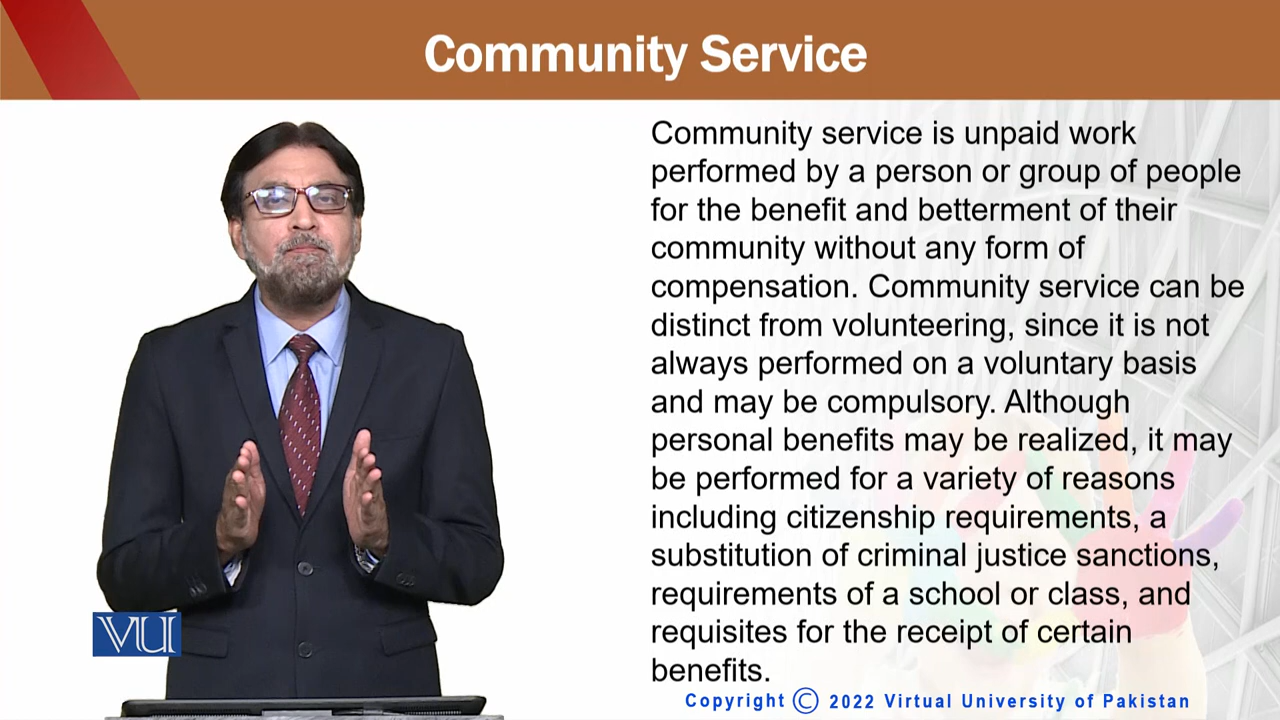 Community Service
Community service is unpaid work
performed by a person or group of people
for the benefit and betterment of their
community without any form of
compensation. Community service can be
distinct from volunteering, since it is not
always performed on a voluntary basis
and may be compulsory. Although
personal benefits may be realized, it may
be performed for a variety of reasons
including citizenship requirements, a
substitution of criminal justice sanctions,
requirements of a school or class, and
requisites for the receipt of certain
benefits.
VU
Copyright © 2022 Virtual University of Pakistan